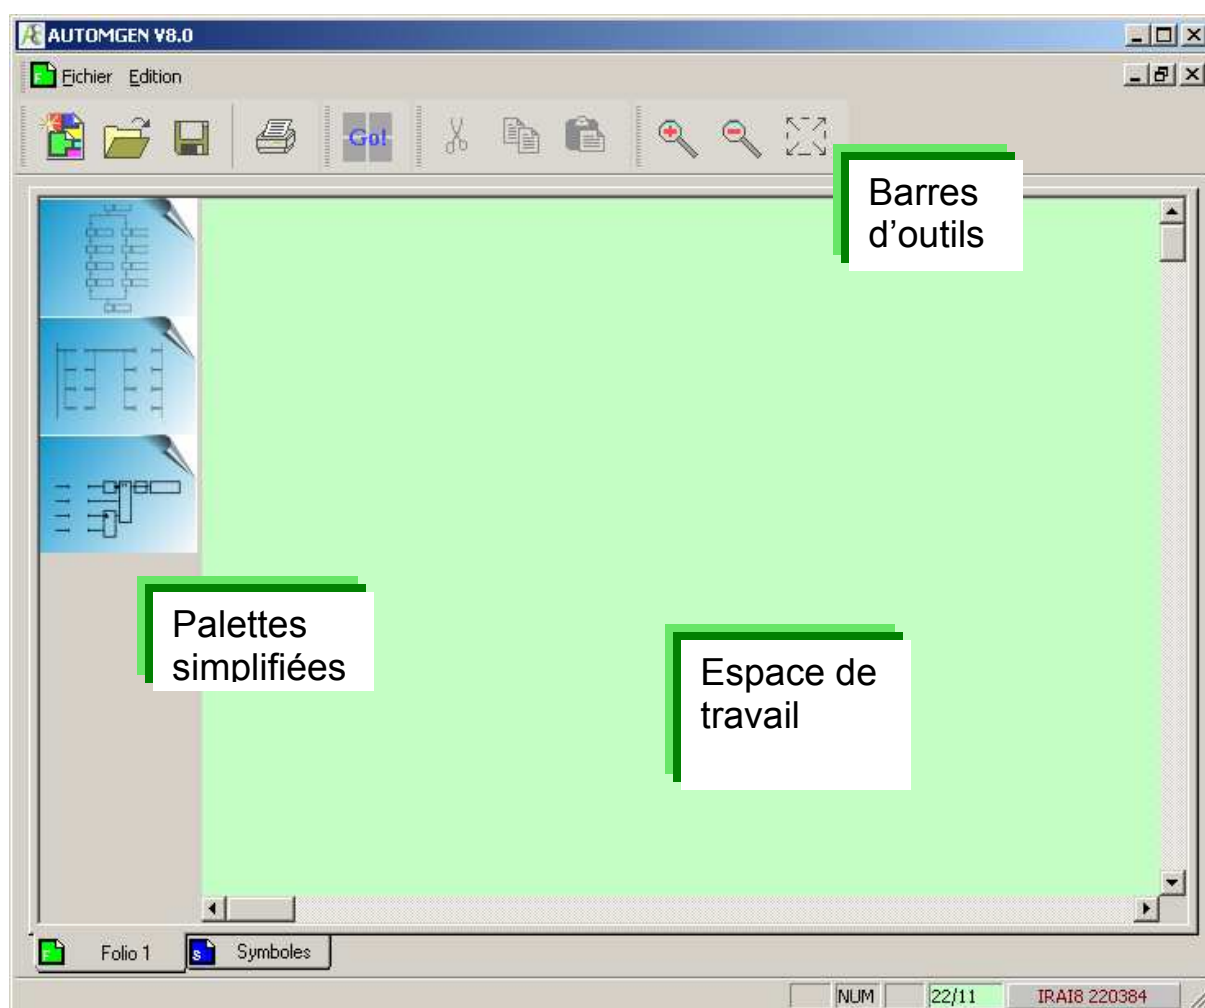 AUTOMGEN V8.0
Fichier Edition
Go!
Barres
d’outils
Palettes
simplifiées
Espace de
travail
Folio 1 Symboles
NUM 22/11 IRAI8 220384